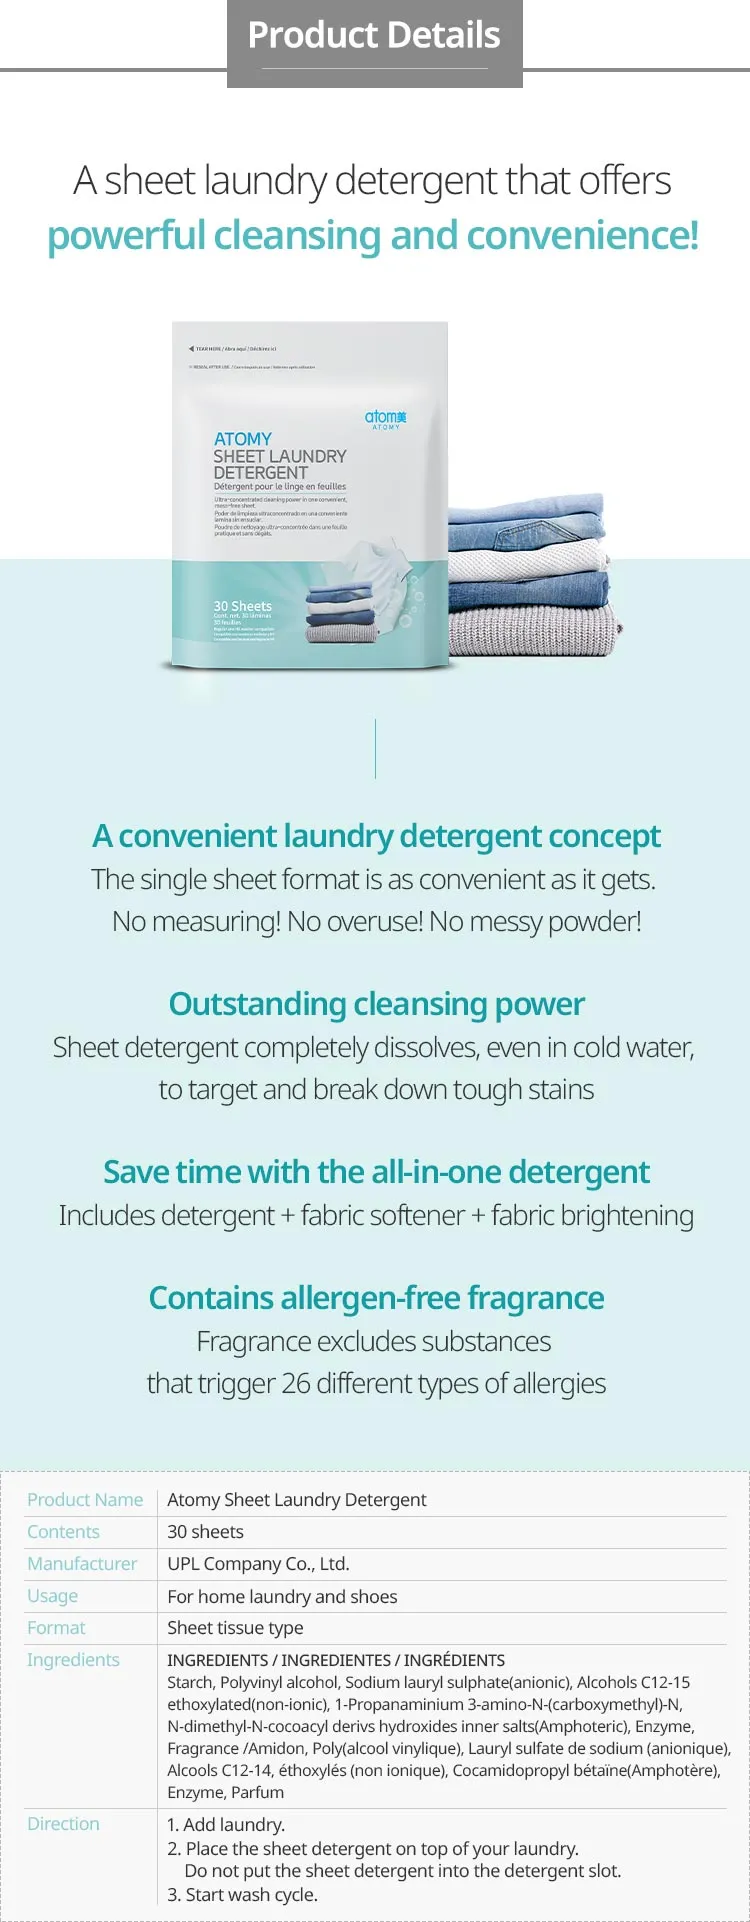 Product Details
A sheet laundry detergent that offers
powerful cleansing and convenience!
TEAR HERE / Abra aquí / Déchirez ici
atom美
ATOMY
ATOMY
SHEET LAUNDRY
DETERGENT
Détergent pour le linge en feuilles
Ultra-concentrated cleaning power in one convenient,
mess-free sheet.
Poder de limpieza ultraconcentrado en una conveniente
lámina sin ensuciar.
Poudre de nettoyage ultra-concentrée dans une feuille
pratique et sans dégâts.
30 Sheets
Cont. net. 30 láminas
30 feuilles
A convenient laundry detergent concept
The single sheet format is as convenient as it gets.
No measuring! No overuse! No messy powder!
Outstanding cleansing power
Sheet detergent completely dissolves, even in cold water,
to target and break down tough stains
Save time with the all-in-one detergent
Includes detergent + fabric softener + fabric brightening
Contains allergen-free fragrance
Fragrance excludes substances
that trigger 26 different types of allergies
Product Name Atomy Sheet Laundry Detergent
Contents 30 sheets
Manufacturer UPL Company Co., Ltd.
Usage For home laundry and shoes
Format Sheet tissue type
Ingredients INGREDIENTS / INGREDIENTES / INGRÉDIENTS
Starch, Polyvinyl alcohol, Sodium lauryl sulphate(anionic), Alcohols C12-15
ethoxylated(non-ionic), 1-Propanaminium 3-amino-N-(carboxymethyl)-N,
N-dimethyl-N-cocoacyl derivs hydroxides inner salts(Amphoteric), Enzyme,
Fragrance /Amidon, Poly(alcool vinylique), Lauryl sulfate de sodium (anionique),
Alcools C12-14, éthoxylés (non ionique), Cocamidopropyl bétaïne(Amphotère),
Enzyme, Parfum
Direction 1. Add laundry.
2. Place the sheet detergent on top of your laundry.
Do not put the sheet detergent into the detergent slot.
3. Start wash cycle.